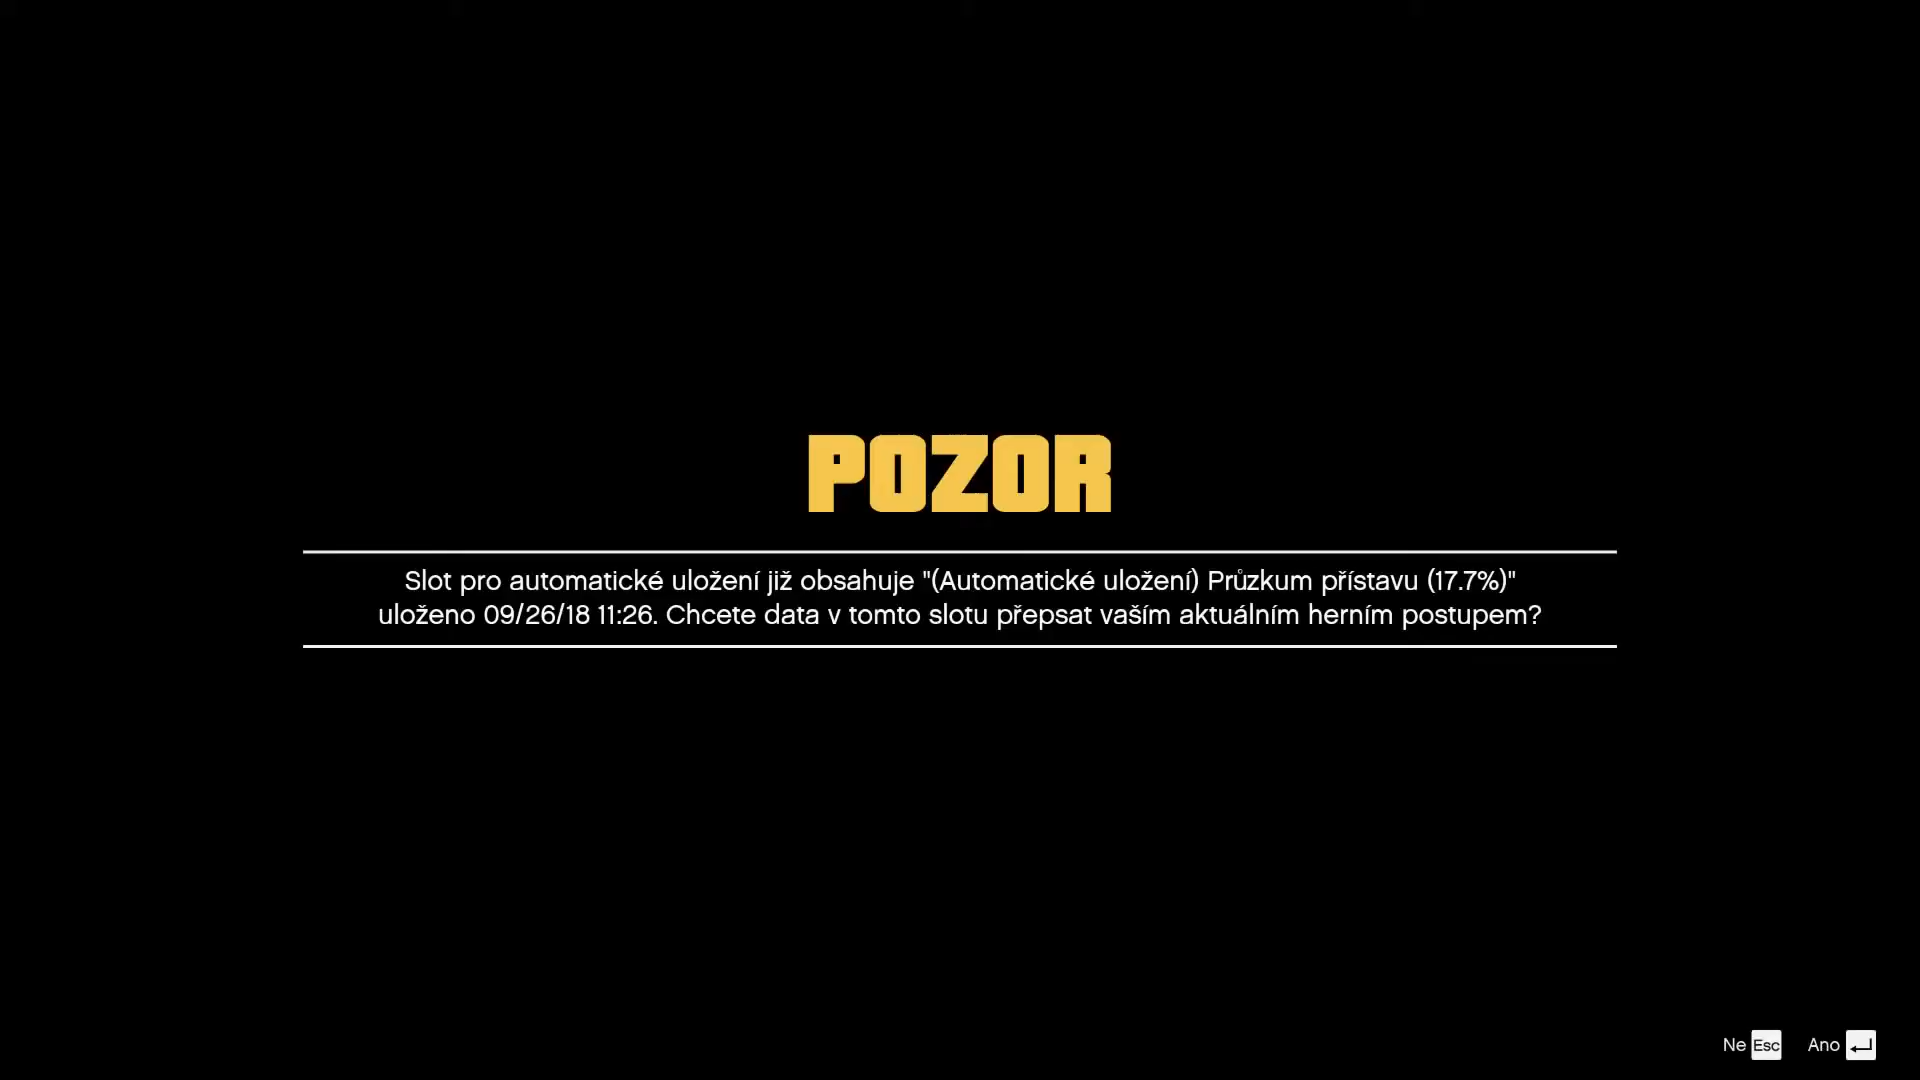 POZOR
Slot pro automatické uložení již obsahuje "(Automatické uložení) Průzkum přístavu (17.7%)"
uloženo 09/26/18 11:26. Chcete data v tomto slotu přepsat vaším aktuálním herním postupem?
Ne Esc Ano